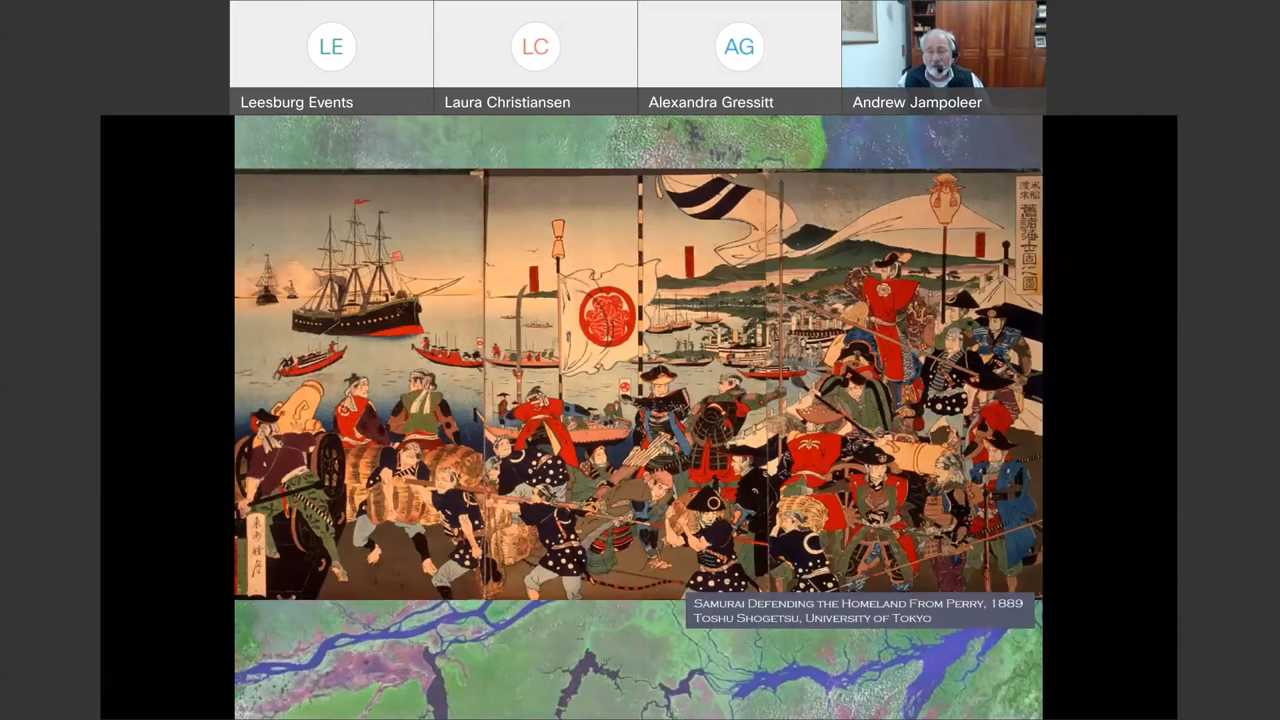 LE
LC
AG
Leesburg Events
Laura Christiansen
Alexandra Gressitt
Andrew Jampoleer
SAMURAI DEFENDING THE HOMELAND FROM PERRY, 1889
TOSHU SHOGETSU, UNIVERSITY OF TOKYO